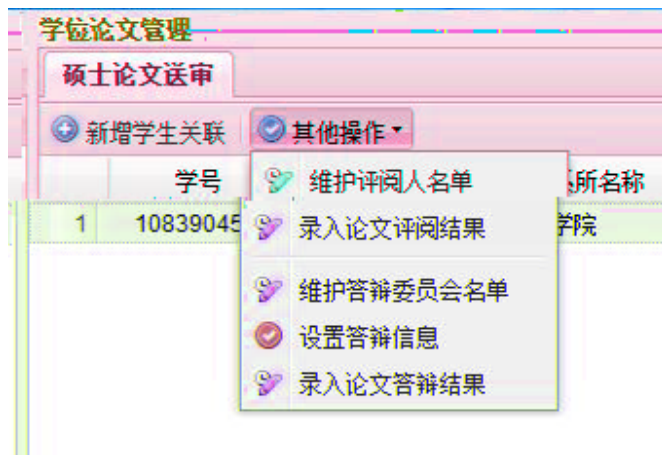 学位论文管理
硕士论文送审
新增学生关联 其他操作
学号 所名称
1 10839045 学院
维护评阅人名单
录入论文评阅结果
维护答辩委员会名单
设置答辩信息
录入论文答辩结果